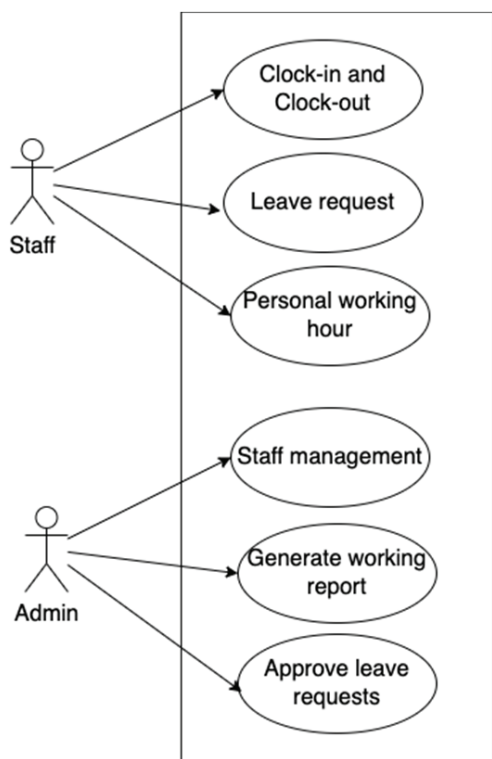 Clock-in and
Clock-out
Staff
Leave request
Personal working
hour
Staff management
Admin
Generate working
report
Approve leave
requests